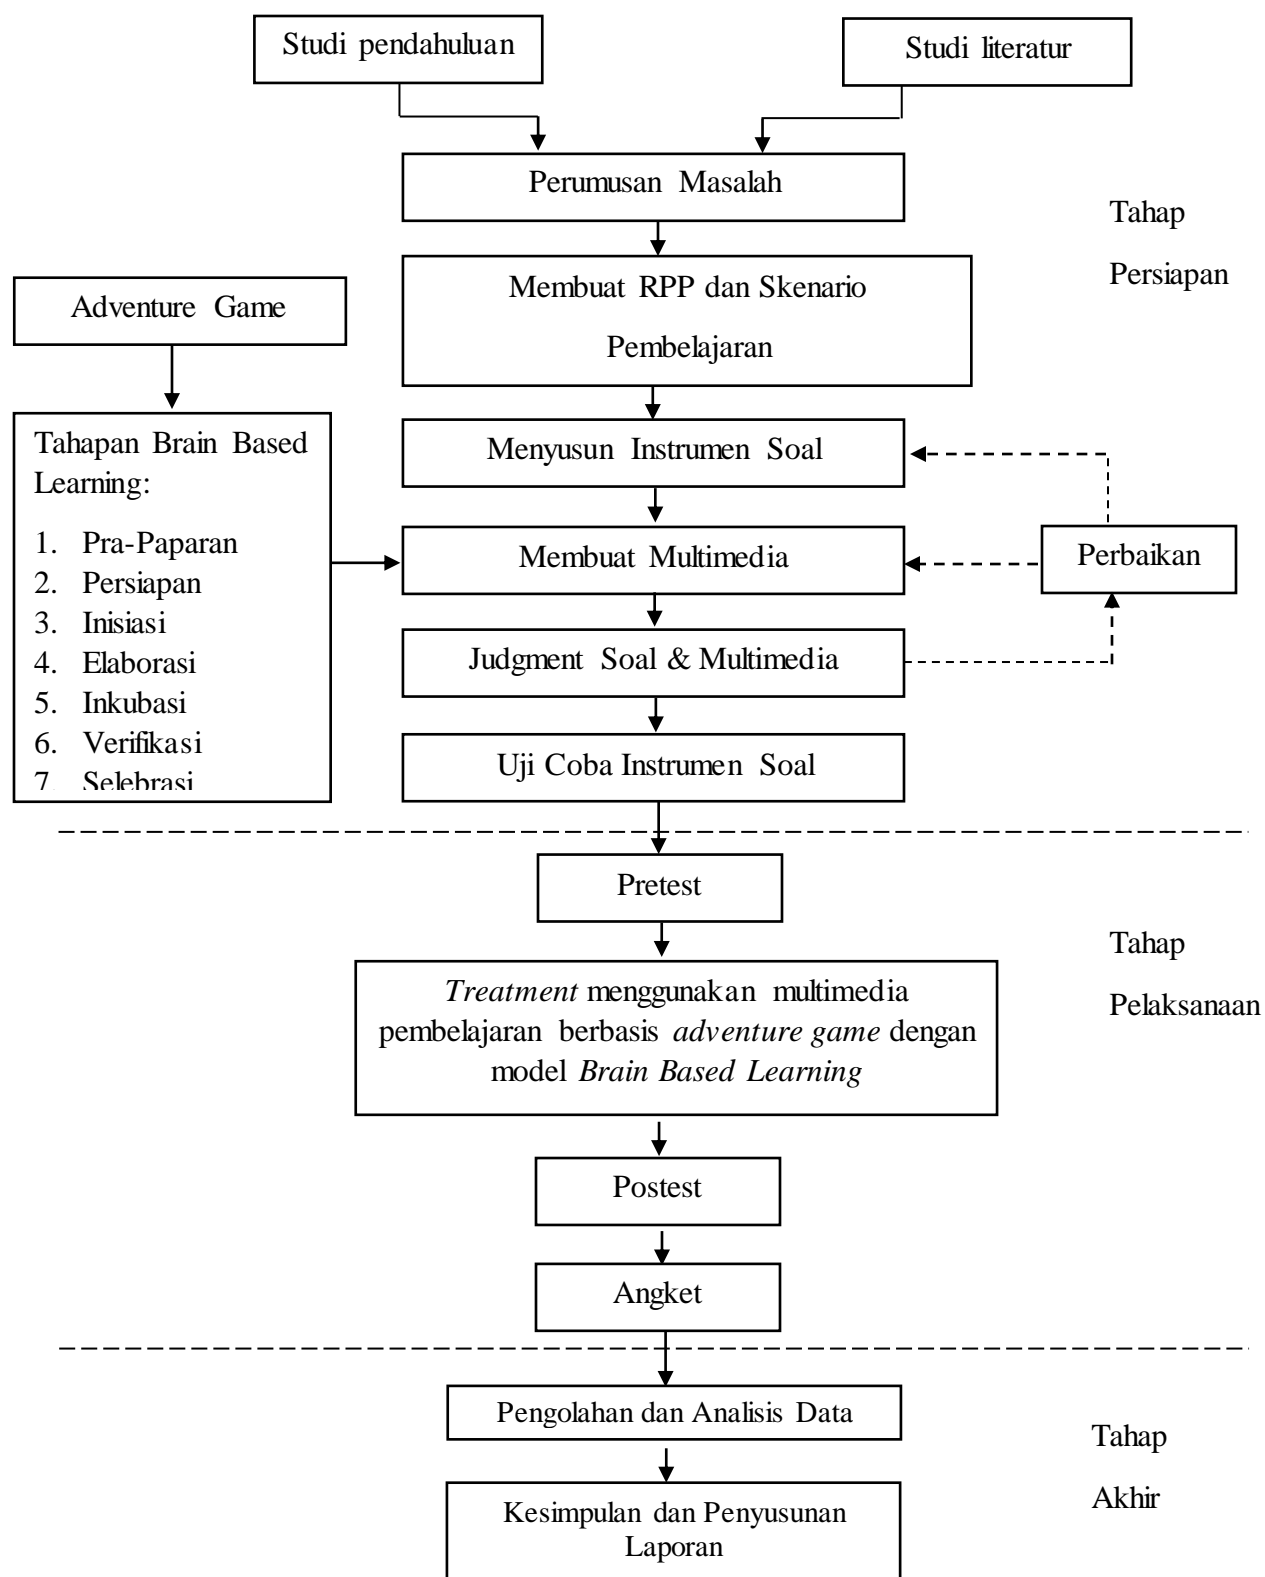 Studi pendahuluan
Studi literatur
Perumusan Masalah
Tahap
Persiapan
Membuat RPP dan Skenario
Pembelajaran
Adventure Game
Tahapan Brain Based
Learning:
1. Pra-Paparan
2. Persiapan
3. Inisiasi
4. Elaborasi
5. Inkubasi
6. Verifikasi
7. Selebrasi
Menyusun Instrumen Soal
Membuat Multimedia
Perbaikan
Judgment Soal & Multimedia
Uji Coba Instrumen Soal
Pretest
Tahap
Pelaksanaan
Treatment menggunakan multimedia
pembelajaran berbasis adventure game dengan
model Brain Based Learning
Postest
Angket
Pengolahan dan Analisis Data
Tahap
Akhir
Kesimpulan dan Penyusunan
Laporan